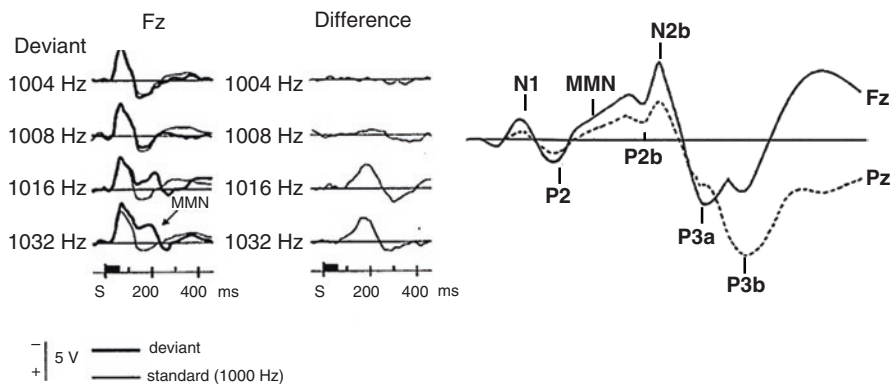 Deviant
Fz
Difference
1004 Hz
1004 Hz
1008 Hz
1008 Hz
1016 Hz
1016 Hz
MMN
1032 Hz
1032 Hz
S 200 400 ms
S 200 400 ms
− + 5 V
deviant
standard (1000 Hz)
N1
MMN
N2b
Fz
P2
P2b
Pz
P3a
P3b